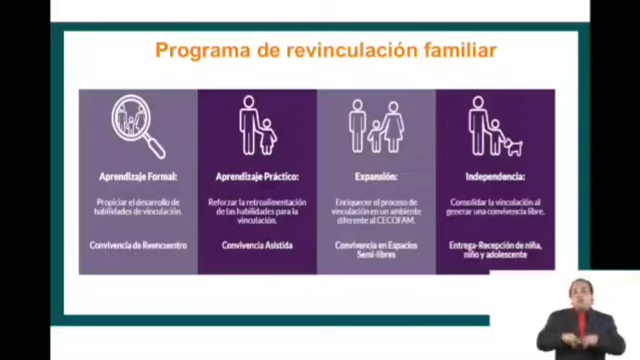 Programa de revinculación familiar
Aprendizaje Formal:
Propiciar el desarrollo de
habilidades de vinculación.
Convivencia de Reencuentro
Aprendizaje Práctico:
Reforzar la retroalimentación
de las habilidades para la
vinculación.
Convivencia Asistida
Expansión:
Enriquecer el proceso de
vinculación en un ambiente
diferente al CECOFAM.
Convivencia en Espacios
Semi-libres
Independencia:
Consolidar la vinculación al
generar una convivencia libre.
Entrega-Recepción de niña,
niño y adolescente